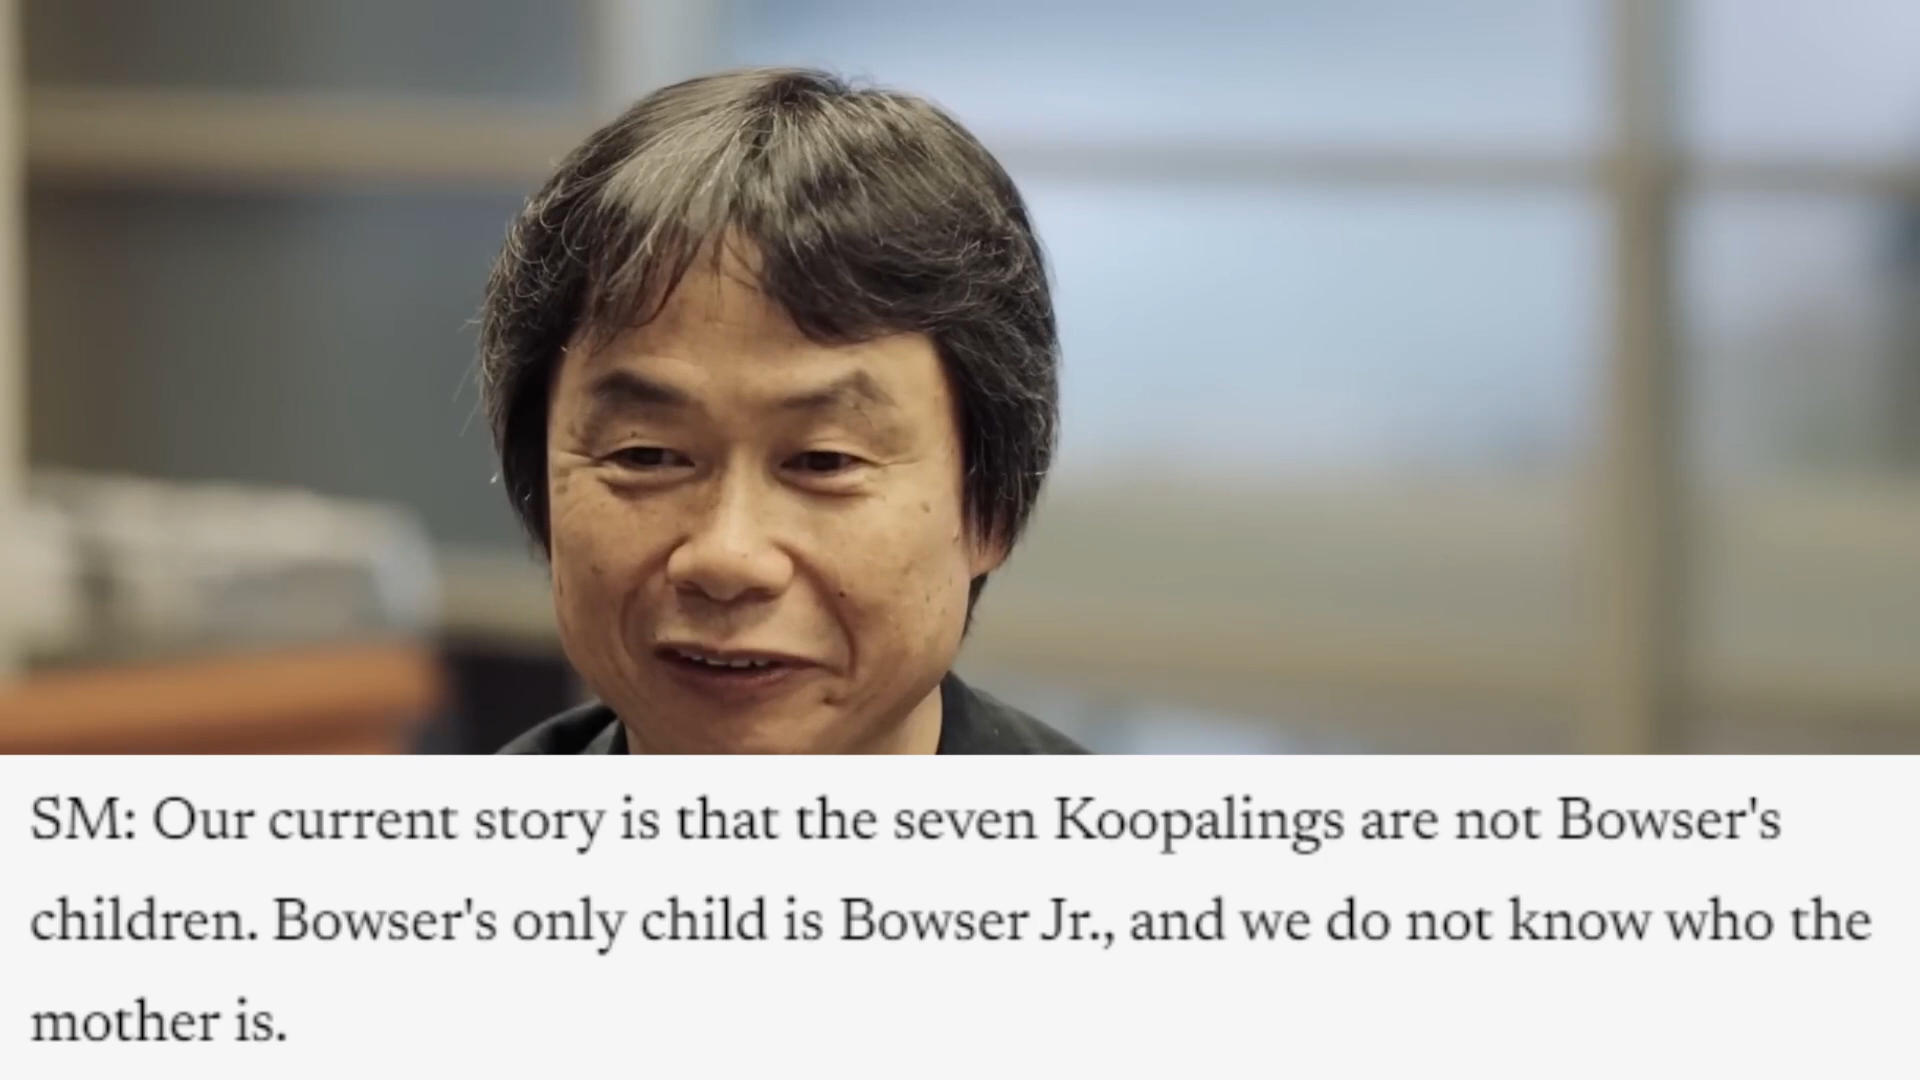 SM: Our current story is that the seven Koopalings are not Bowser's
children. Bowser's only child is Bowser Jr., and we do not know who the
mother is.